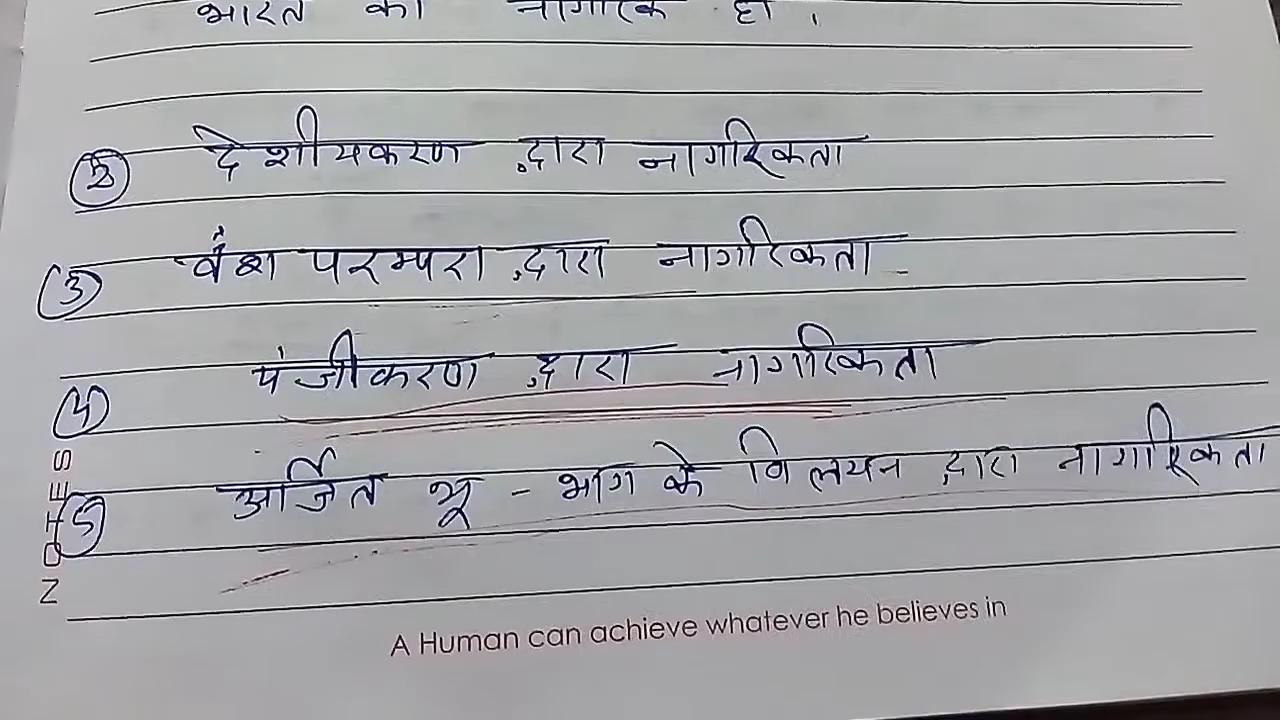 भारत का नागरिक हो ।
② देशीयकरण द्वारा नागरिकता
③ वंश परम्परा द्वारा नागरिकता
④ पंजीकरण द्वारा नागरिकता
⑤ अर्जित भू - भाग के विलयन द्वारा नागरिकता
NOTES
A Human can achieve whatever he believes in